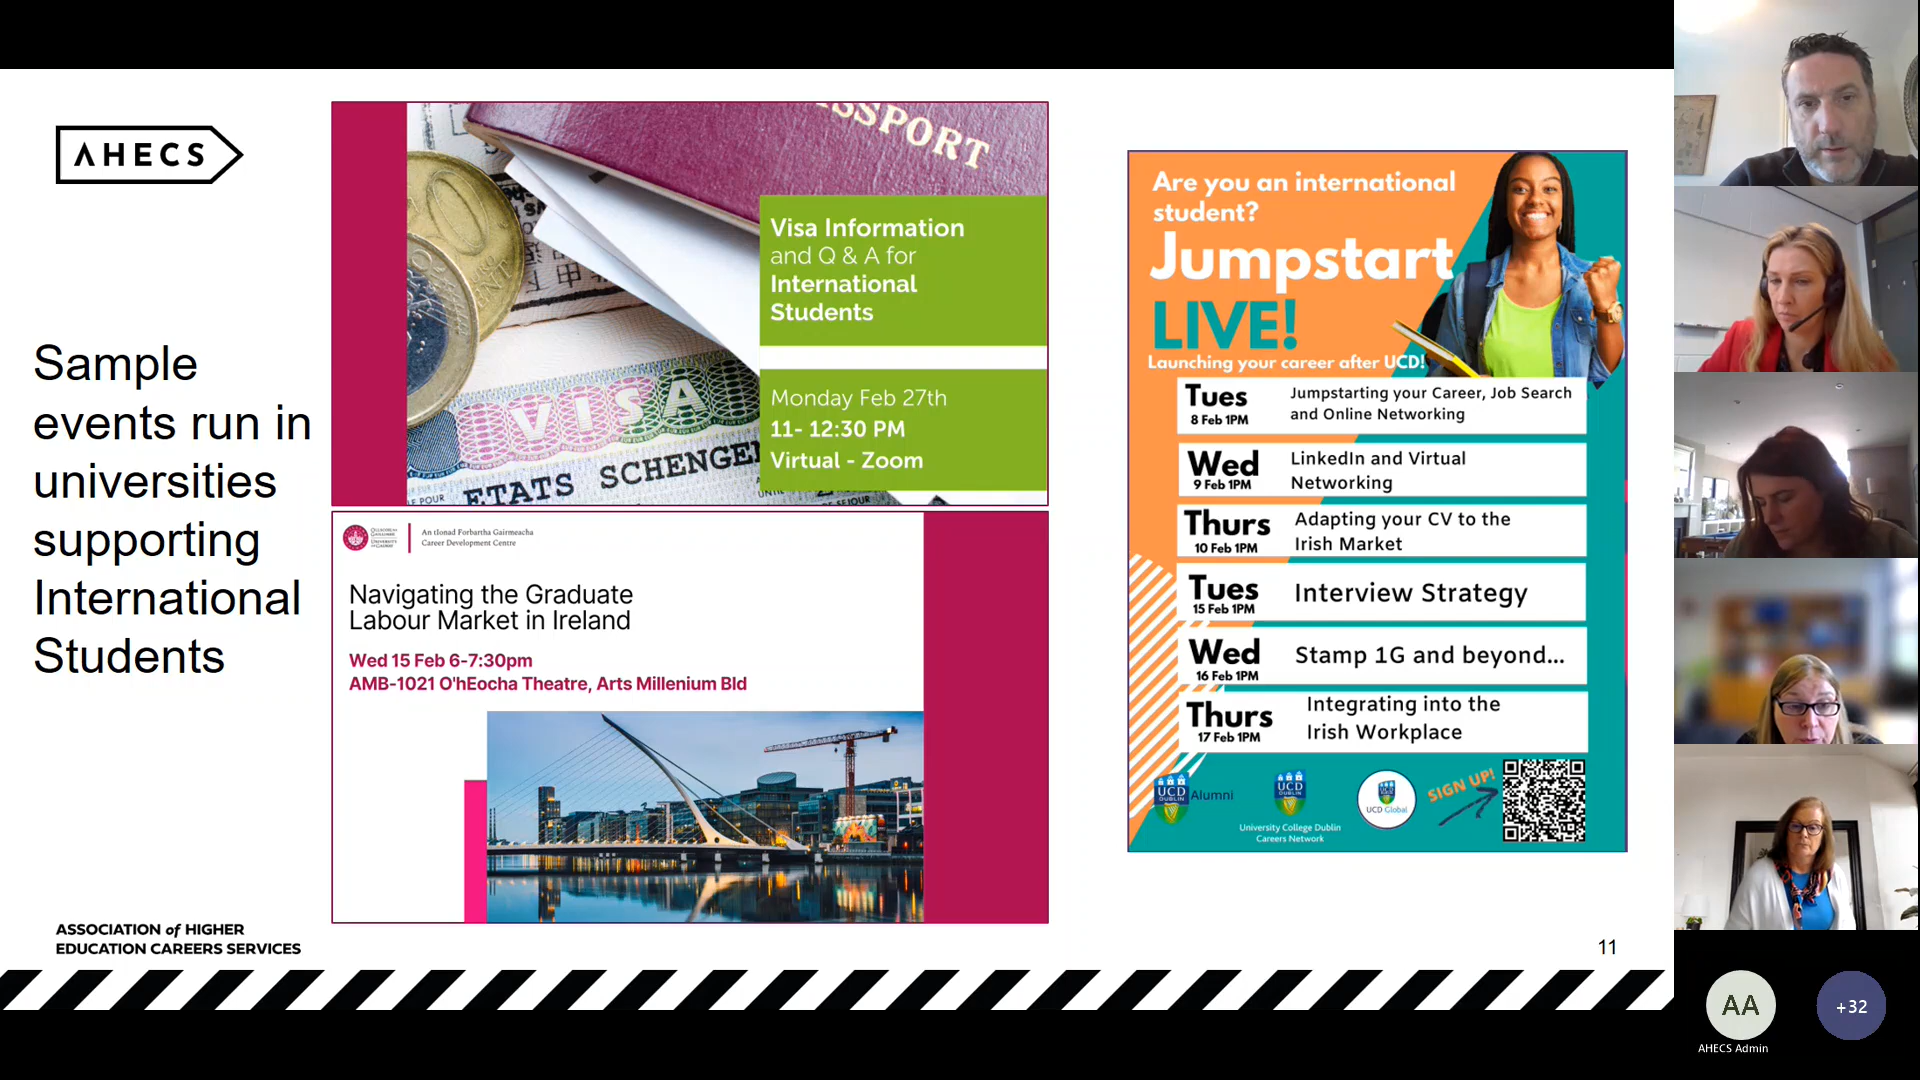 AHECS
Sample
events run in
universities
supporting
International
Students
ASSOCIATION of HIGHER
EDUCATION CAREERS SERVICES
PASSPORT
VISA
ETATS SCHENGEN
Visa Information
and Q & A for
International
Students
Monday Feb 27th
11- 12:30 PM
Virtual - Zoom
An tIonad Forbartha Gairmeacha
Career Development Centre
Navigating the Graduate
Labour Market in Ireland
Wed 15 Feb 6-7:30pm
AMB-1021 O'hEocha Theatre, Arts Millenium Bld
Are you an international
student?
Jumpstart
LIVE!
Launching your career after UCD!
Tues
8 Feb 1PM
Jumpstarting your Career, Job Search
and Online Networking
Wed
9 Feb 1PM
LinkedIn and Virtual
Networking
Thurs
10 Feb 1PM
Adapting your CV to the
Irish Market
Tues
15 Feb 1PM
Interview Strategy
Wed
16 Feb 1PM
Stamp 1G and beyond...
Thurs
17 Feb 1PM
Integrating into the
Irish Workplace
UCD
DUBLIN
Alumni
UCD
DUBLIN
University College Dublin
Careers Network
UCD Global
SIGN UP!
11
AA
AHECS Admin
+32